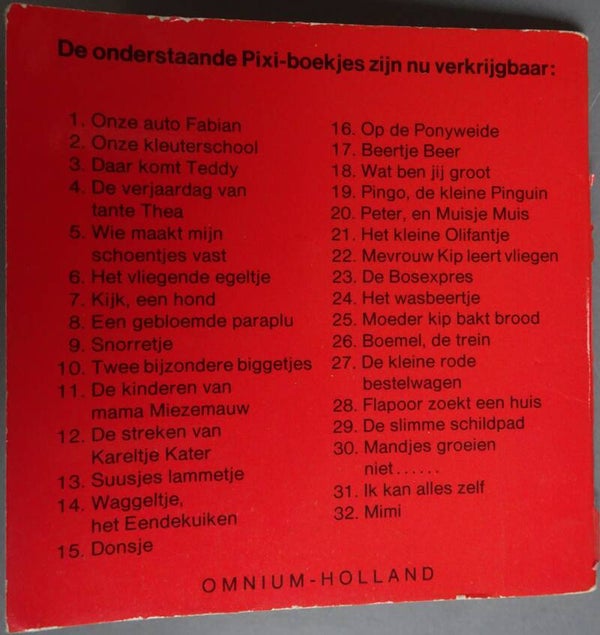 De onderstaande Pixi-boekjes zijn nu verkrijgbaar:
1. Onze auto Fabian
2. Onze kleuterschool
3. Daar komt Teddy
4. De verjaardag van
tante Thea
5. Wie maakt mijn
schoentjes vast
6. Het vliegende egeltje
7. Kijk, een hond
8. Een gebloemde paraplu
9. Snorretje
10. Twee bijzondere biggetjes
11. De kinderen van
mama Miezemauw
12. De streken van
Kareltje Kater
13. Suusjes lammetje
14. Waggeltje,
het Eendekuiken
15. Donsje
16. Op de Ponyweide
17. Beertje Beer
18. Wat ben jij groot
19. Pingo, de kleine Pinguin
20. Peter, en Muisje Muis
21. Het kleine Olifantje
22. Mevrouw Kip leert vliegen
23. De Bosexpres
24. Het wasbeertje
25. Moeder kip bakt brood
26. Boemel, de trein
27. De kleine rode
bestelwagen
28. Flapoor zoekt een huis
29. De slimme schildpad
30. Mandjes groeien
niet......
31. Ik kan alles zelf
32. Mimi
OMNIUM-HOLLAND